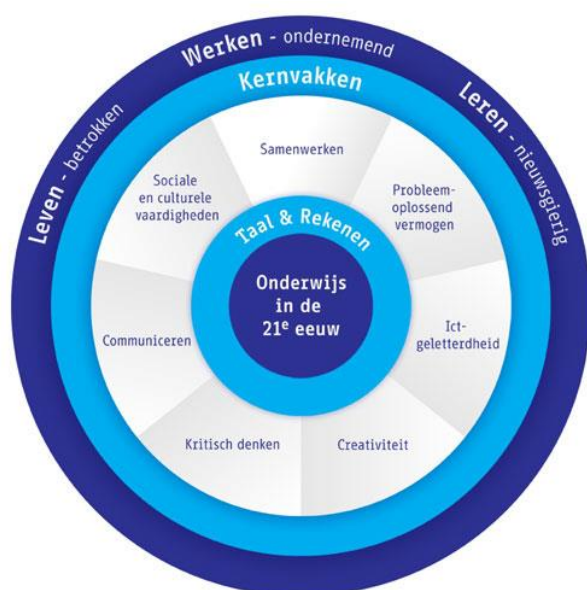 Werken - ondernemend
Leren - nieuwsgierig
Leven - betrokken
Kernvakken
Samenwerken
Probleem-
oplossend
vermogen
Ict-
geletterdheid
Creativiteit
Kritisch denken
Communiceren
Sociale
en culturele
vaardigheden
Taal & Rekenen
Onderwijs
in de
21e eeuw